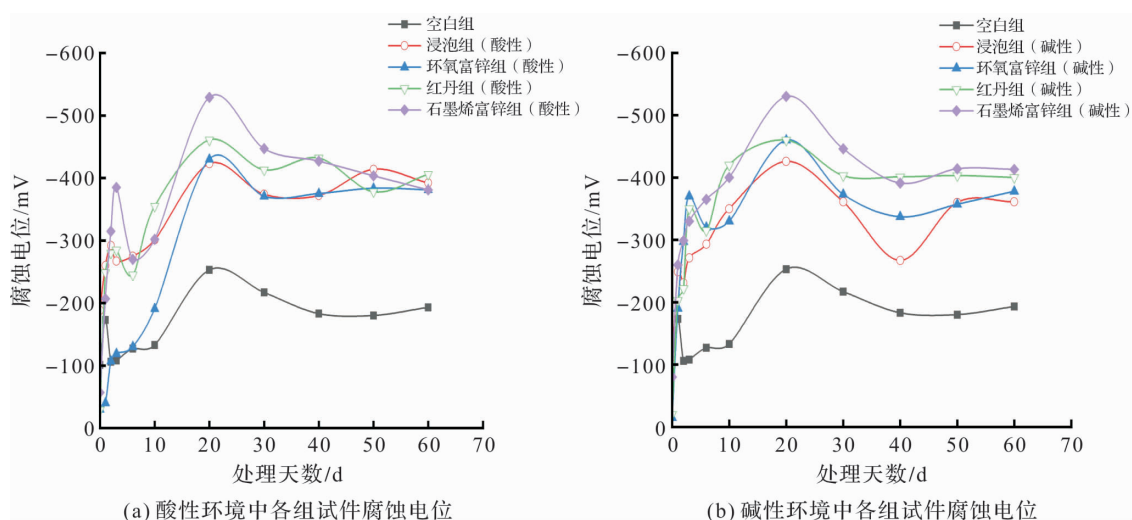 空白组
浸泡组（酸性）
环氧富锌组（酸性）
红丹组（酸性）
石墨烯富锌组（酸性）
−600
−500
−400
−300
−200
−100
0
腐蚀电位/mV
0 10 20 30 40 50 60 70
处理天数/d
(a) 酸性环境中各组试件腐蚀电位
空白组
浸泡组（碱性）
环氧富锌组（碱性）
红丹组（碱性）
石墨烯富锌组（碱性）
−600
−500
−400
−300
−200
−100
0
腐蚀电位/mV
0 10 20 30 40 50 60 70
处理天数/d
(b) 碱性环境中各组试件腐蚀电位